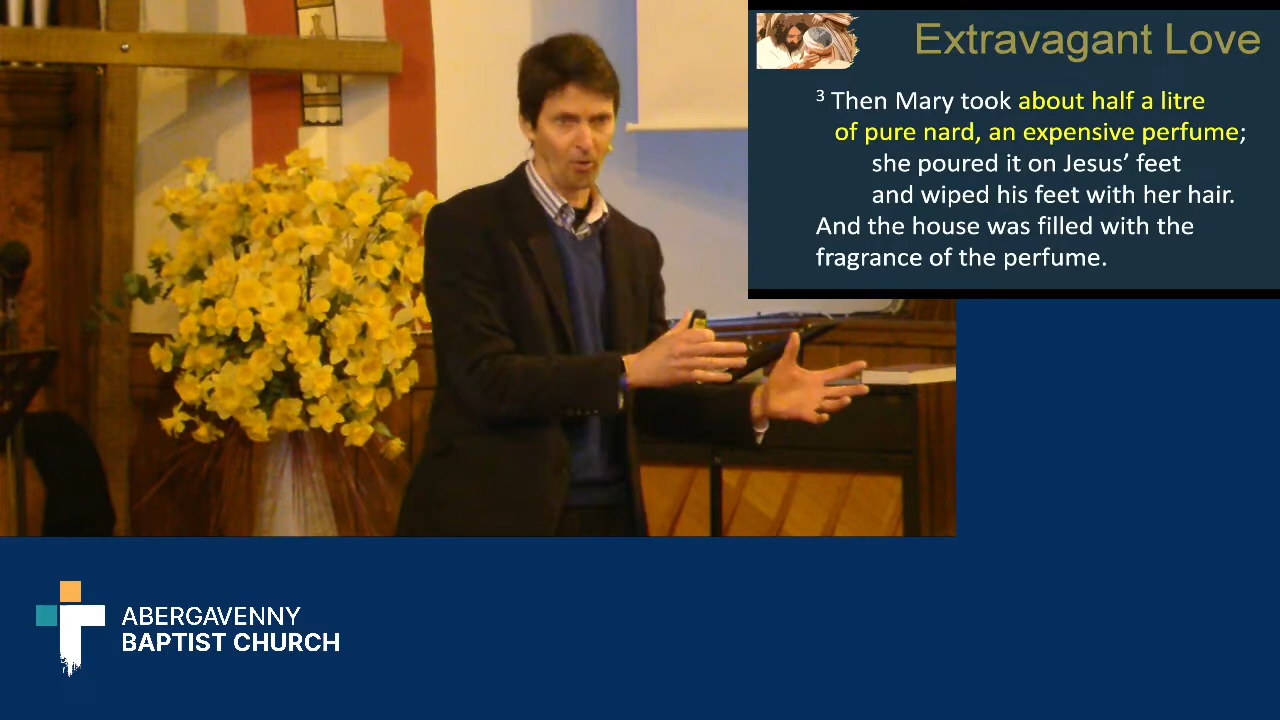 Extravagant Love
3 Then Mary took about half a litre
of pure nard, an expensive perfume;
she poured it on Jesus’ feet
and wiped his feet with her hair.
And the house was filled with the
fragrance of the perfume.
ABERGAVENNY
BAPTIST CHURCH